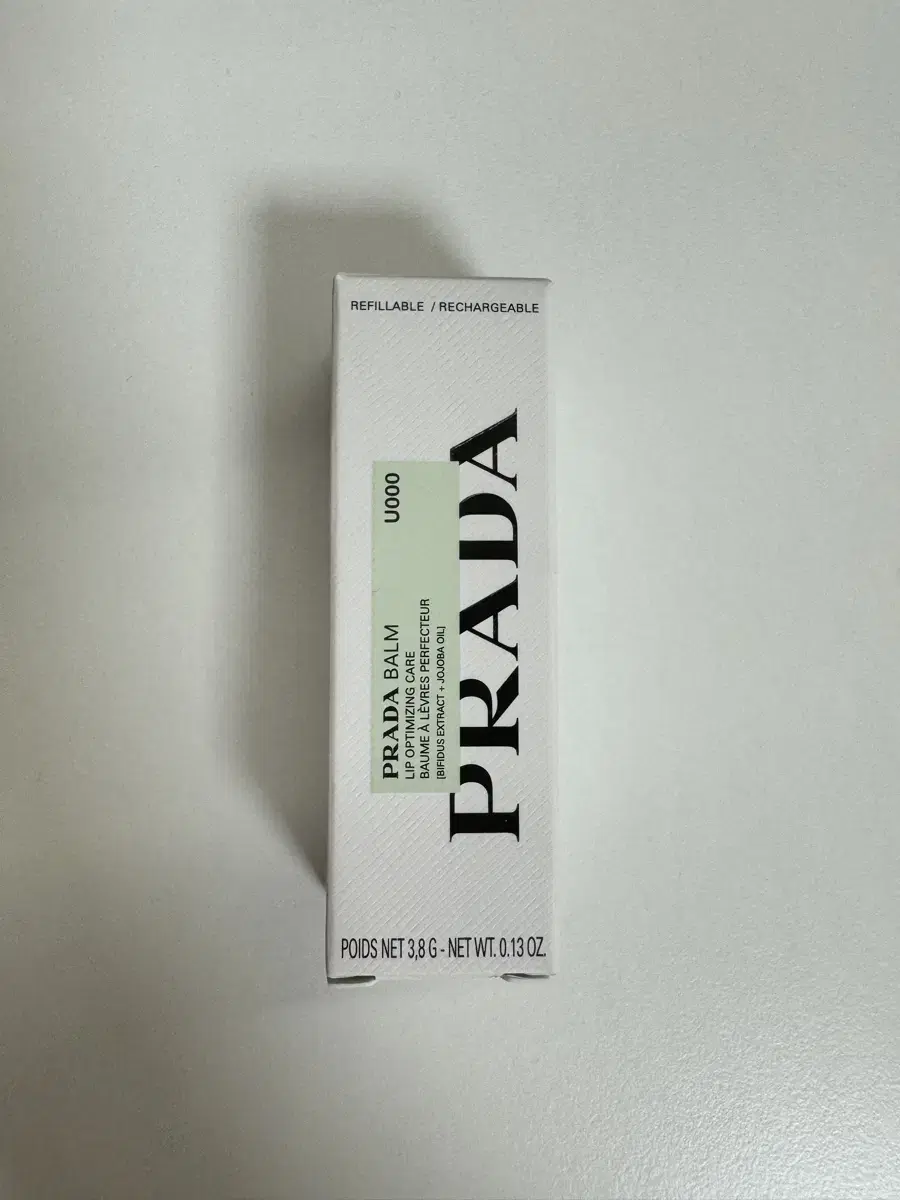 REFILLABLE / RECHARGEABLE
PRADA
U000
PRADA BALM
LIP OPTIMIZING CARE
BAUME À LÈVRES PERFECTEUR
[BIFIDUS EXTRACT + JOJOBA OIL]
POIDS NET 3,8 G - NET WT. 0.13 OZ.